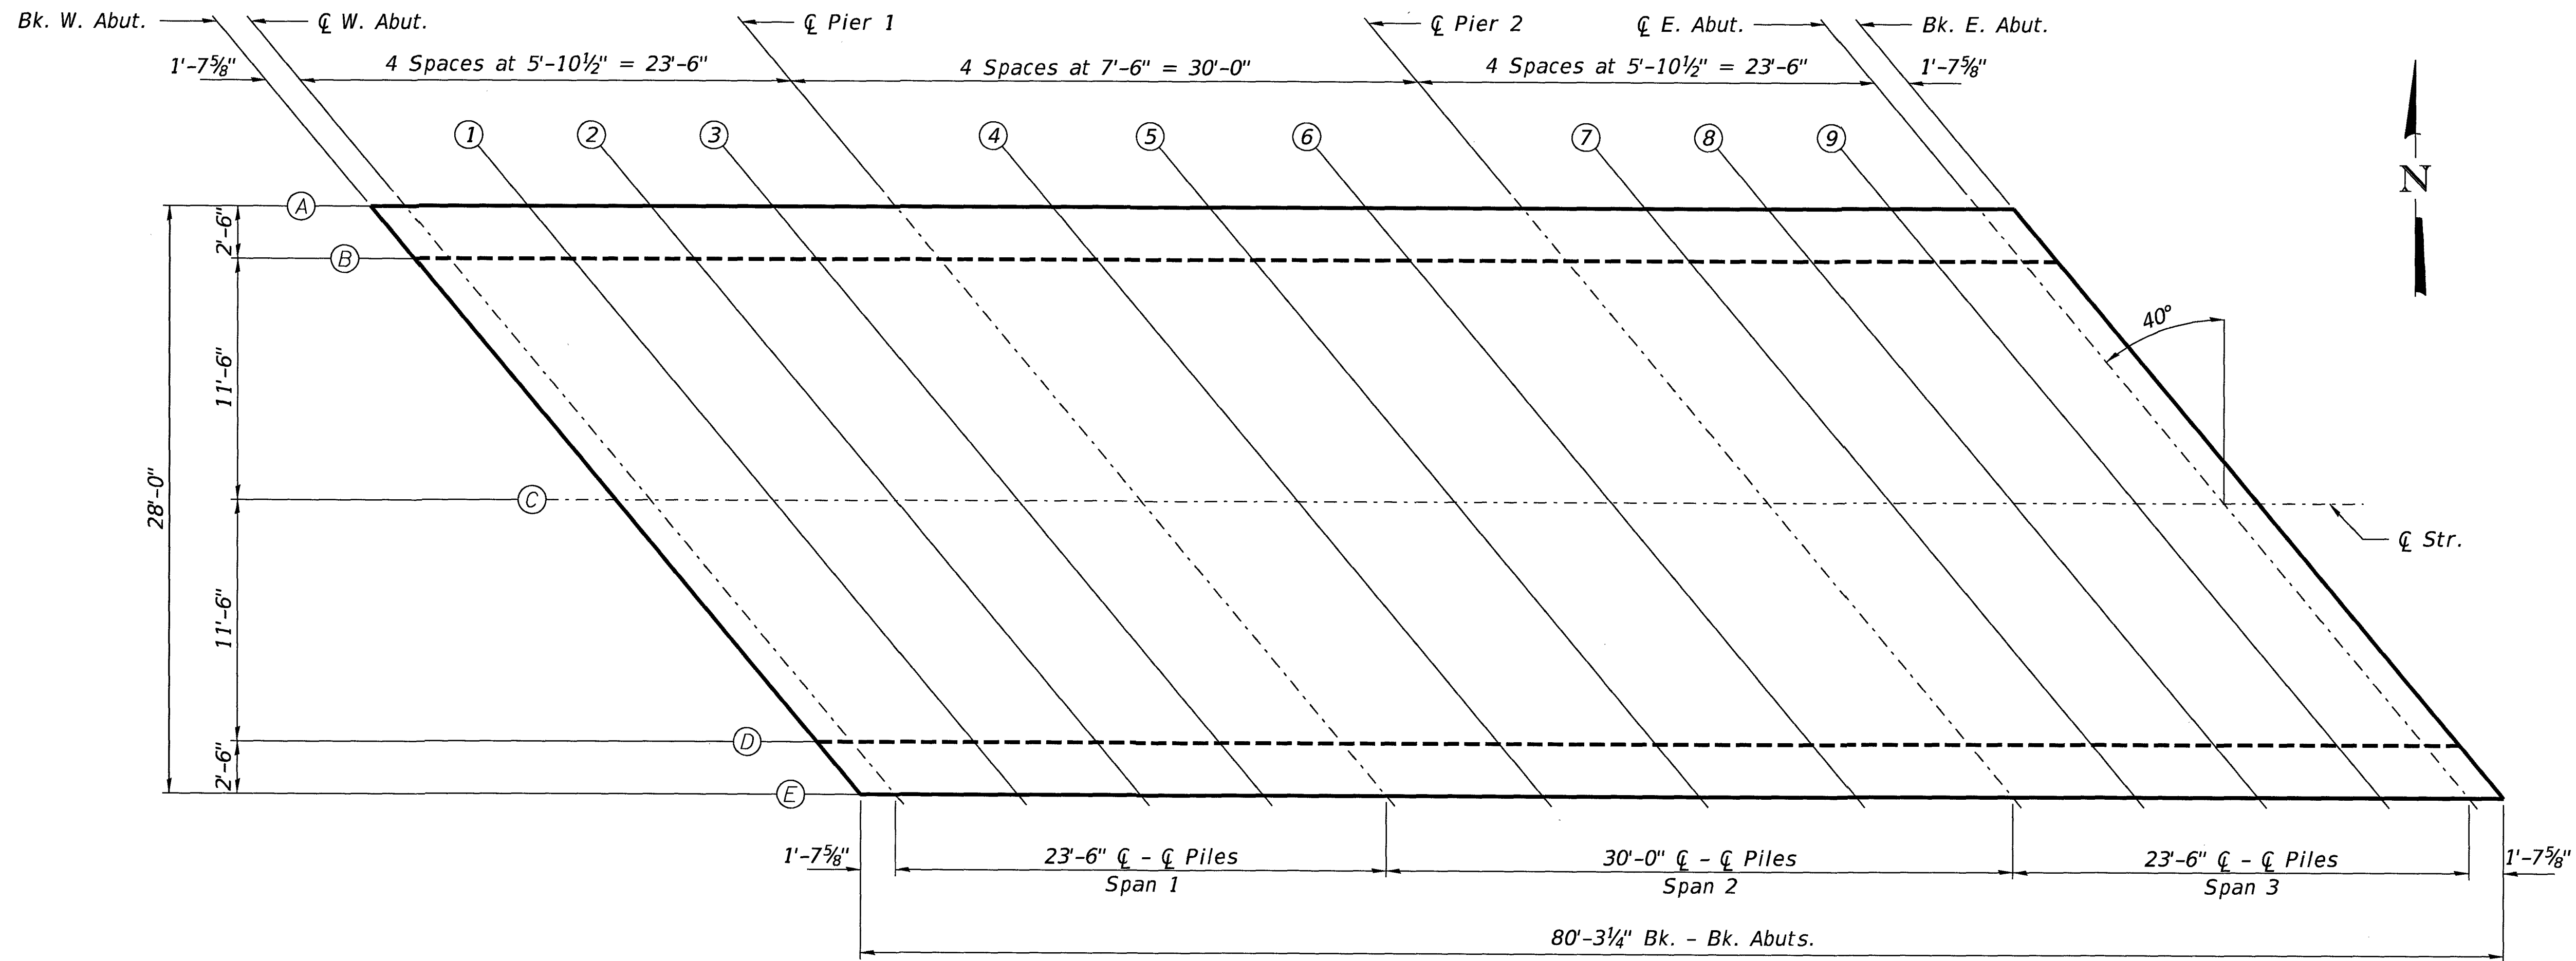 Bk. W. Abut.
℄ W. Abut.
℄ Pier 1
℄ Pier 2
℄ E. Abut.
Bk. E. Abut.
1'-7⅝"
4 Spaces at 5'-10½" = 23'-6"
4 Spaces at 7'-6" = 30'-0"
4 Spaces at 5'-10½" = 23'-6"
1'-7⅝"
1
2
3
4
5
6
7
8
9
N
A
2'-6"
B
40°
11'-6"
28'-0"
C
℄ Str.
11'-6"
D
2'-6"
E
1'-7⅝"
23'-6" ℄ - ℄ Piles
Span 1
30'-0" ℄ - ℄ Piles
Span 2
23'-6" ℄ - ℄ Piles
Span 3
1'-7⅝"
80'-3¼" Bk. - Bk. Abuts.